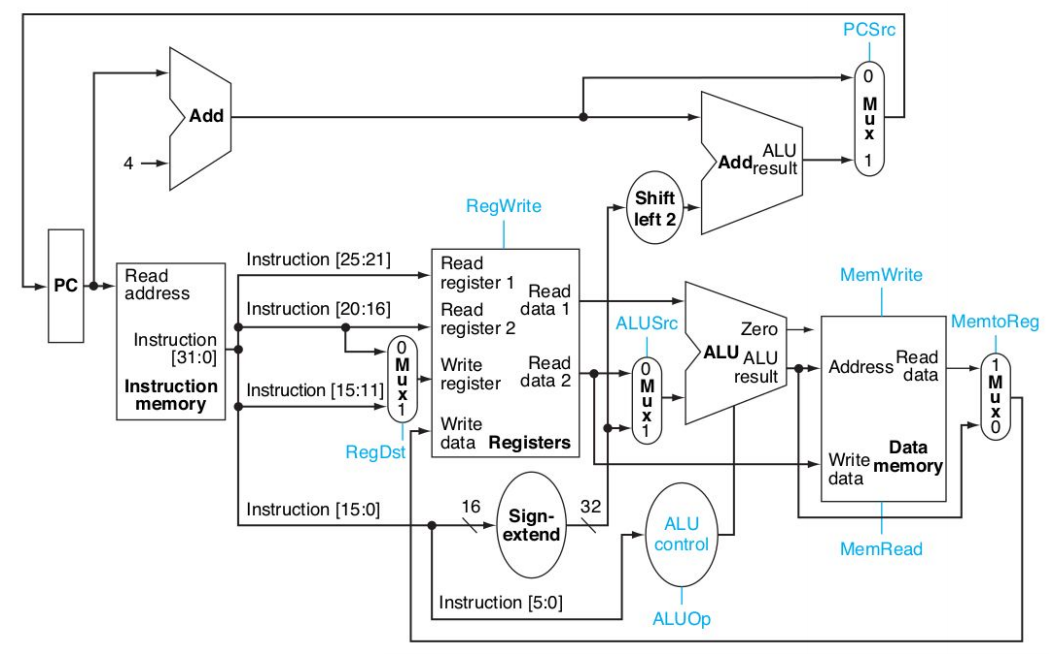 PCSrc
0
M
u
x
1
Add
4
Add
ALU
result
Shift
left 2
RegWrite
PC
Read
address
Instruction
[31:0]
Instruction
memory
Instruction [25:21]
Instruction [20:16]
Instruction [15:11]
0
M
u
x
1
RegDst
Read
register 1
Read
register 2
Write
register
Write
data
Read
data 1
Read
data 2
Registers
ALUSrc
0
M
u
x
1
Zero
ALU
ALU
result
MemWrite
Address
Read
data
Write
data
Data
memory
MemRead
MemtoReg
1
M
u
x
0
Instruction [15:0]
16
Sign-
extend
32
ALU
control
ALUOp
Instruction [5:0]